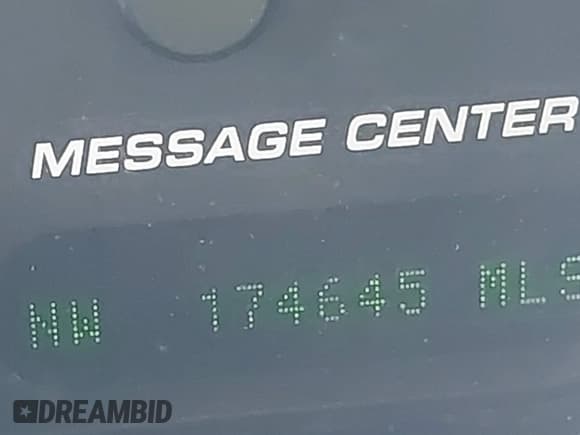 MESSAGE CENTER
NW 174645 MLS
DREAMBID